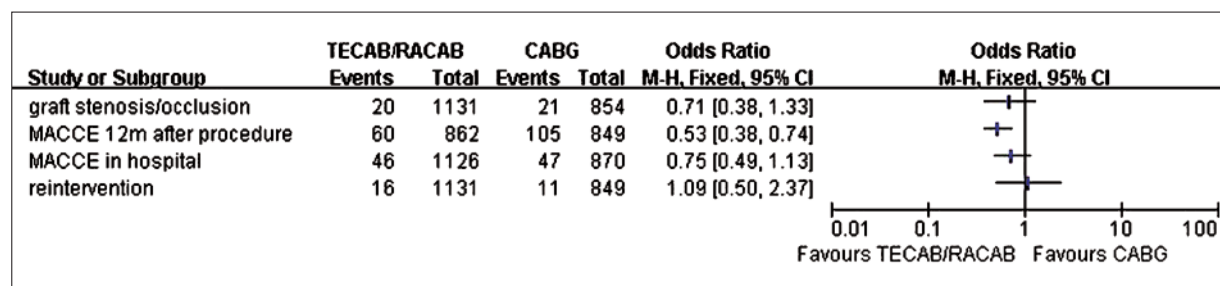 TECAB/RACAB CABG Odds Ratio Odds Ratio
Study or Subgroup Events Total Events Total M-H, Fixed, 95% CI M-H, Fixed, 95% CI
graft stenosis/occlusion 20 1131 21 854 0.71 [0.38, 1.33]
MACCE 12m after procedure 60 862 105 849 0.53 [0.38, 0.74]
MACCE in hospital 46 1126 47 870 0.75 [0.49, 1.13]
reintervention 16 1131 11 849 1.09 [0.50, 2.37]
0.01 0.1 1 10 100
Favours TECAB/RACAB Favours CABG